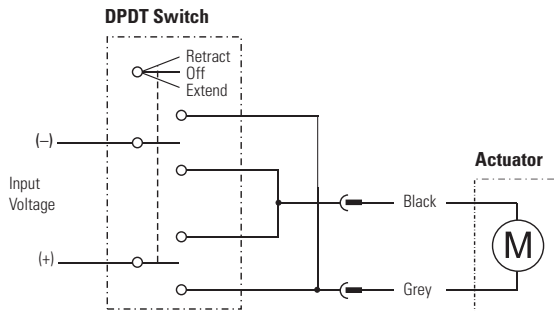 DPDT Switch
Retract
Off
Extend
(–)
Input
Voltage
(+)
Actuator
Black
M
Grey